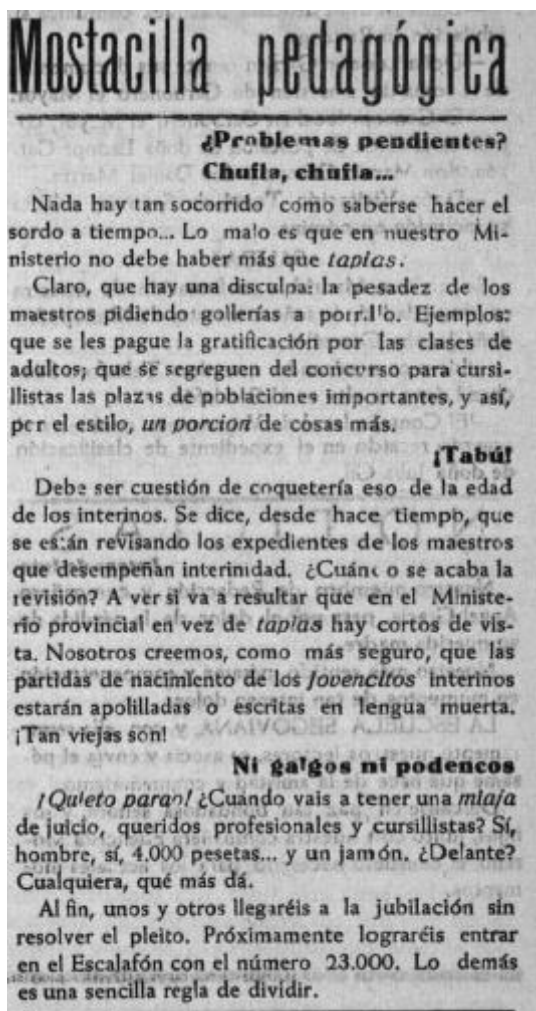 Mostacilla pedagógica
¿Problemas pendientes?
Chufla, chufla...
Nada hay tan socorrido como saberse hacer el
sordo a tiempo... Lo malo es que en nuestro Mi-
nisterio no debe haber más que tapias.
Claro, que hay una disculpa: la pesadez de los
maestros pidiendo gollerías a porrillo. Ejemplos:
que se les pague la gratificación por las clases de
adultos; que se segreguen del concurso para cursi-
llistas las plazas de poblaciones importantes, y así,
por el estilo, un porcion de cosas más.
¡Tabú!
Debe ser cuestión de coquetería eso de la edad
de los interinos. Se dice, desde hace tiempo, que
se están revisando los expedientes de los maestros
que desempeñan interinidad. ¿Cuándo se acaba la
revisión? A ver si va a resultar que en el Ministe-
rio provincial en vez de tapias hay cortos de vis-
ta. Nosotros creemos, como más seguro, que las
partidas de nacimiento de los jovencitos interinos
estarán apolilladas o escritas en lengua muerta.
¡Tan viejas son!
Ni galgos ni podencos
¡Quieto parao! ¿Cuándo vais a tener una miaja
de juicio, queridos profesionales y cursillistas? Sí,
hombre, sí, 4.000 pesetas... y un jamón. ¿Delante?
Cualquiera, qué más dá.
Al fin, unos y otros llegaréis a la jubilación sin
resolver el pleito. Próximamente lograréis entrar
en el Escalafón con el número 23.000. Lo demás
es una sencilla regla de dividir.